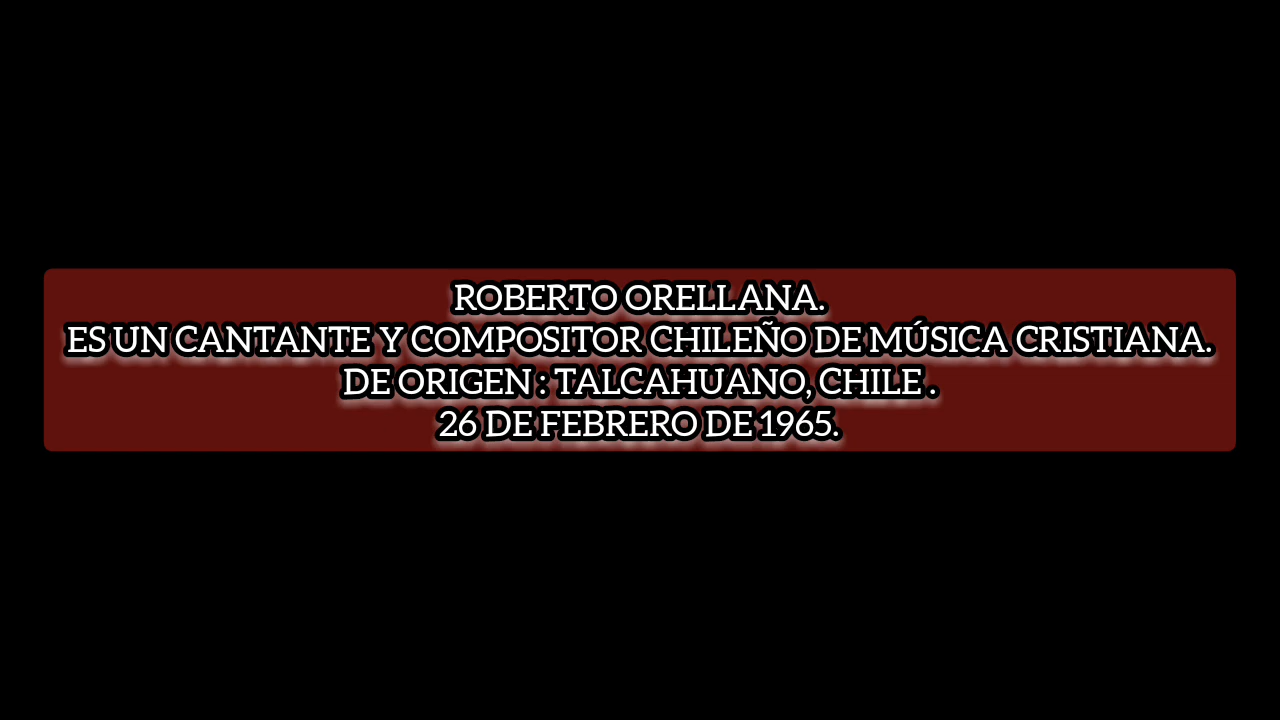 ROBERTO ORELLANA.
ES UN CANTANTE Y COMPOSITOR CHILEÑO DE MÚSICA CRISTIANA.
DE ORIGEN : TALCAHUANO, CHILE .
26 DE FEBRERO DE 1965.